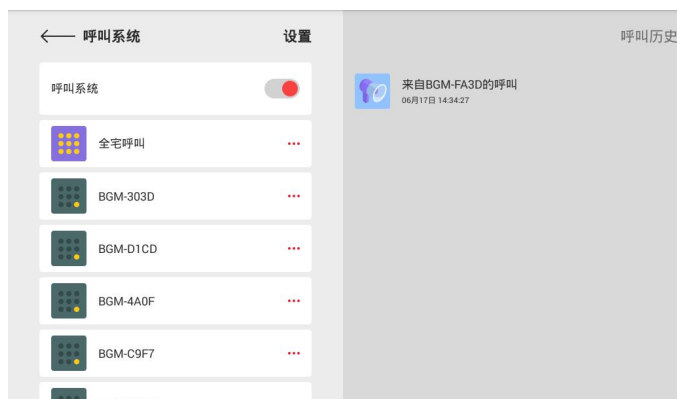 呼叫系统 设置
呼叫历史
呼叫系统
全宅呼叫
BGM-303D
BGM-D1CD
BGM-4A0F
BGM-C9F7
来自BGM-FA3D的呼叫
06月17日 14:34:27